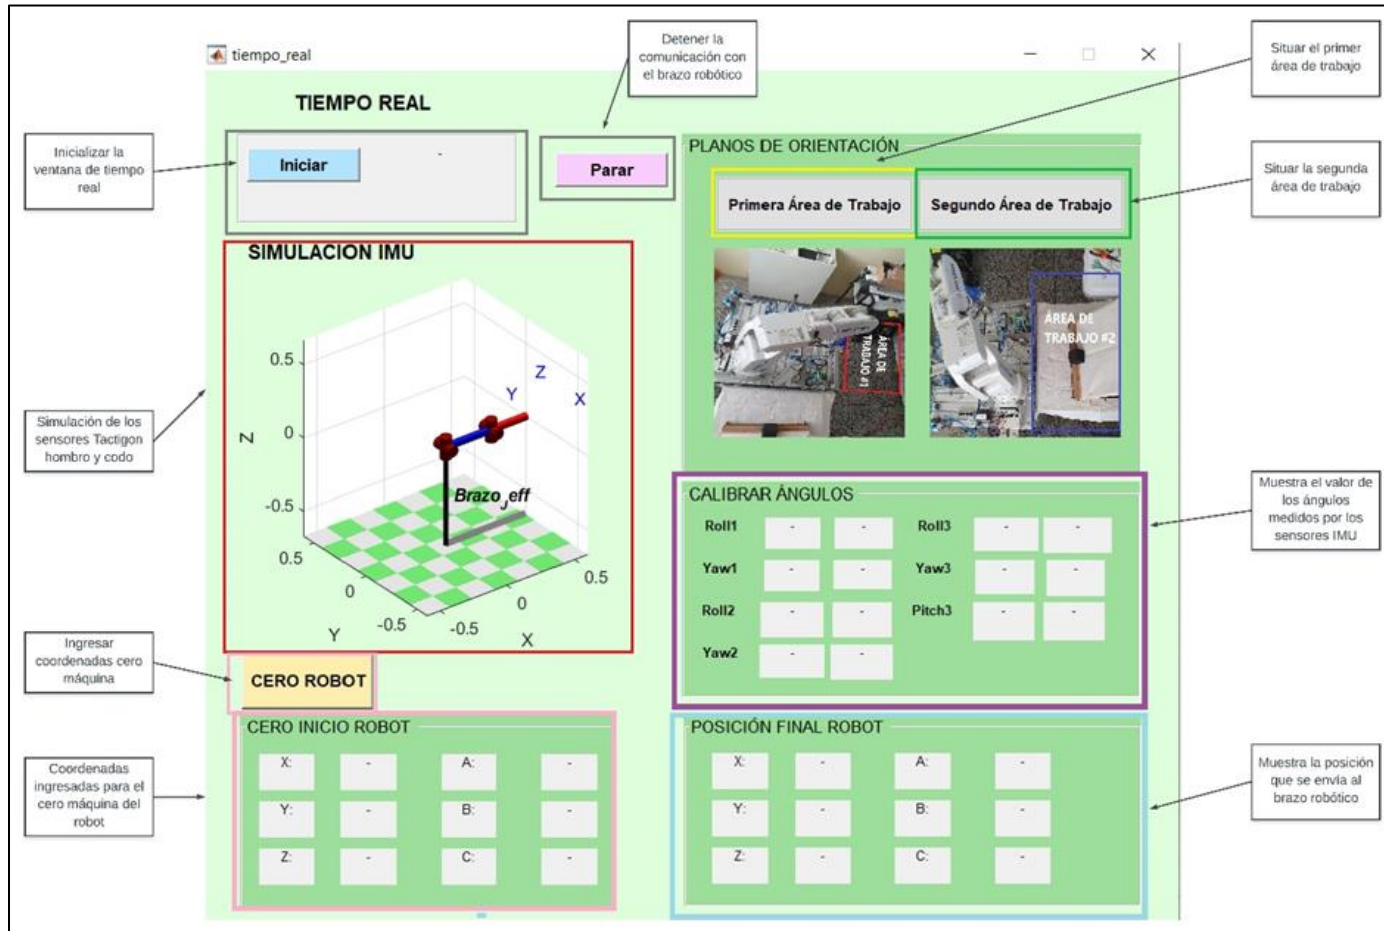 Detener la
comunicación con
el brazo robótico
Situar el primer
área de trabajo
tiempo_real
TIEMPO REAL
Inicializar la
ventana de tiempo
real
Iniciar
-
Parar
PLANOS DE ORIENTACIÓN
Primera Área de Trabajo
Segundo Área de Trabajo
Situar la segunda
área de trabajo
SIMULACION IMU
ÁREA DE
TRABAJO #1
ÁREA DE
TRABAJO #2
Simulación de los
sensores Tactigon
hombro y codo
Z
0.5
0
-0.5
Z
Y
X
Brazo_Jeff
0.5
0
-0.5
Y
-0.5
0
0.5
X
CALIBRAR ÁNGULOS
Roll1 - - Roll3 - -
Yaw1 - - Yaw3 - -
Roll2 - - Pitch3 - -
Yaw2 - -
Muestra el valor de
los ángulos
medidos por los
sensores IMU
Ingresar
coordenadas cero
máquina
CERO ROBOT
Coordenadas
ingresadas para el
cero máquina del
robot
CERO INICIO ROBOT
X: - A: -
Y: - B: -
Z: - C: -
POSICIÓN FINAL ROBOT
X: - A: -
Y: - B: -
Z: - C: -
Muestra la posición
que se envía al
brazo robótico